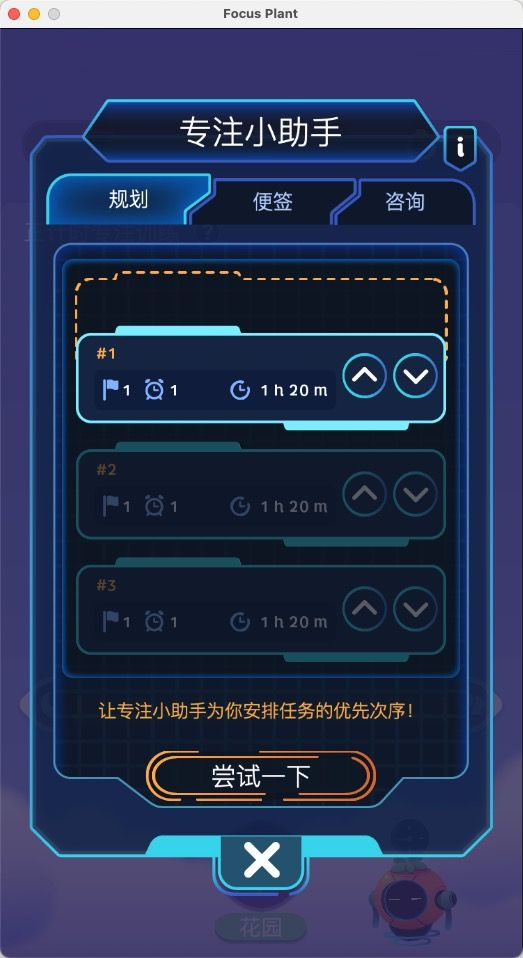 Focus Plant
专注小助手
i
规划
便签
咨询
#1
1 1 1 h 20 m
#2
1 1 1 h 20 m
#3
1 1 1 h 20 m
让专注小助手为你安排任务的优先次序！
尝试一下
花园